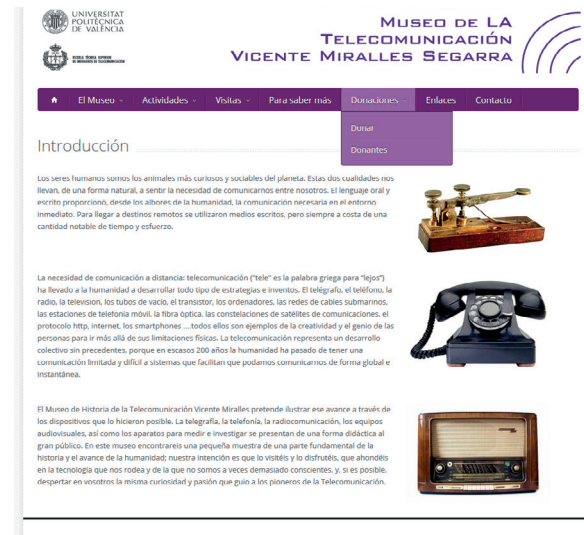 UNIVERSITAT
POLITÈCNICA
DE VALÈNCIA
ESCUELA TÉCNICA SUPERIOR
DE INGENIEROS DE TELECOMUNICACIÓN
MUSEO DE LA
TELECOMUNICACIÓN
VICENTE MIRALLES SEGARRA
El Museo Actividades Visitas Para saber más Donaciones Enlaces Contacto
Donar
Donantes
Introducción
Los seres humanos somos los animales más curiosos y sociables del planeta. Estas dos cualidades nos
llevan, de una forma natural, a sentir la necesidad de comunicarnos entre nosotros. El lenguaje oral y
escrito proporcionó, desde los albores de la humanidad, la comunicación necesaria en el entorno
inmediato. Para llegar a destinos remotos se utilizaron medios escritos, pero siempre a costa de una
cantidad notable de tiempo y esfuerzo.
La necesidad de comunicación a distancia: telecomunicación ("tele" es la palabra griega para "lejos")
ha llevado a la humanidad a desarrollar todo tipo de estrategias e inventos. El telégrafo, el teléfono, la
radio, la television, los tubos de vacío, el transistor, los ordenadores, las redes de cables submarinos,
las estaciones de telefonia móvil, la fibra óptica, las constelaciones de satélites de comunicaciones, el
protocolo http, internet, los smartphones ....todos ellos son ejemplos de la creatividad y el genio de las
personas para ir más allá de sus limitaciones físicas. La telecomunicación representa un desarrollo
colectivo sin precedentes, porque en escasos 200 años la humanidad ha pasado de tener una
comunicación limitada y difícil a sistemas que facilitan que podamos comunicarnos de forma global e
instantánea.
El Museo de Historia de la Telecomunicación Vicente Miralles pretende ilustrar ese avance a través de
los dispositivos que lo hicieron posible. La telegrafía, la telefonía, la radiocomunicación, los equipos
audiovisuales, así como los aparatos para medir e investigar se presentan de una forma didáctica al
gran público. En este museo encontrareis una pequeña muestra de una parte fundamental de la
historia y el avance de la humanidad; nuestra intención es que lo visitéis y lo disfrutéis, que ahondéis
en la tecnología que nos rodea y de la que no somos a veces demasiado conscientes, y, si es posible,
despertar en vosotros la misma curiosidad y pasión que guio a los pioneros de la Telecomunicación.